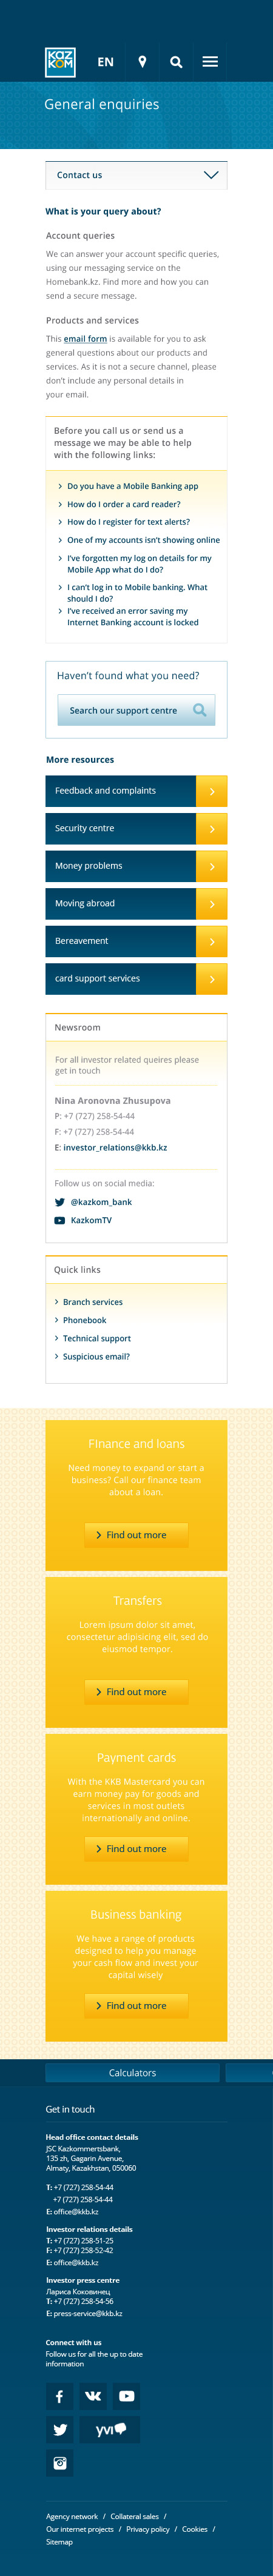 KAZ
KOM
EN
General enquiries
Contact us
What is your query about?
Account queries
We can answer your account specific queries,
using our messaging service on the
Homebank.kz. Find more and how you can
send a secure message.
Products and services
This email form is available for you to ask
general questions about our products and
services. As it is not a secure channel, please
don't include any personal details in
your email.
Before you call us or send us a
message we may be able to help
with the following links:
Do you have a Mobile Banking app
How do I order a card reader?
How do I register for text alerts?
One of my accounts isn't showing online
I've forgotten my log on details for my
Mobile App what do I do?
I can't log in to Mobile banking. What
should I do?
I've received an error saving my
Internet Banking account is locked
Haven't found what you need?
Search our support centre
More resources
Feedback and complaints
Security centre
Money problems
Moving abroad
Bereavement
card support services
Newsroom
For all investor related queires please
get in touch
Nina Aronovna Zhusupova
P: +7 (727) 258-54-44
F: +7 (727) 258-54-44
E: investor_relations@kkb.kz
Follow us on social media:
@kazkom_bank
KazkomTV
Quick links
Branch services
Phonebook
Technical support
Suspicious email?
FInance and loans
Need money to expand or start a
business? Call our finance team
about a loan.
Find out more
Transfers
Lorem ipsum dolor sit amet,
consectetur adipisicing elit, sed do
eiusmod tempor.
Find out more
Payment cards
With the KKB Mastercard you can
earn money pay for goods and
services in most outlets
internationally and online.
Find out more
Business banking
We have a range of products
designed to help you manage
your cash flow and invest your
capital wisely
Find out more
Calculators
Get in touch
Head office contact details
JSC Kazkommertsbank,
135 zh, Gagarin Avenue,
Almaty, Kazakhstan, 050060
T: +7 (727) 258-54-44
+7 (727) 258-54-44
E: office@kkb.kz
Investor relations details
T: +7 (727) 258-51-25
F: +7 (727) 258-52-42
E: office@kkb.kz
Investor press centre
Лариса Коковинец
T: +7 (727) 258-54-56
E: press-service@kkb.kz
Connect with us
Follow us for all the up to date
information
yvi
Agency network / Collateral sales /
Our internet projects / Privacy policy / Cookies /
Sitemap